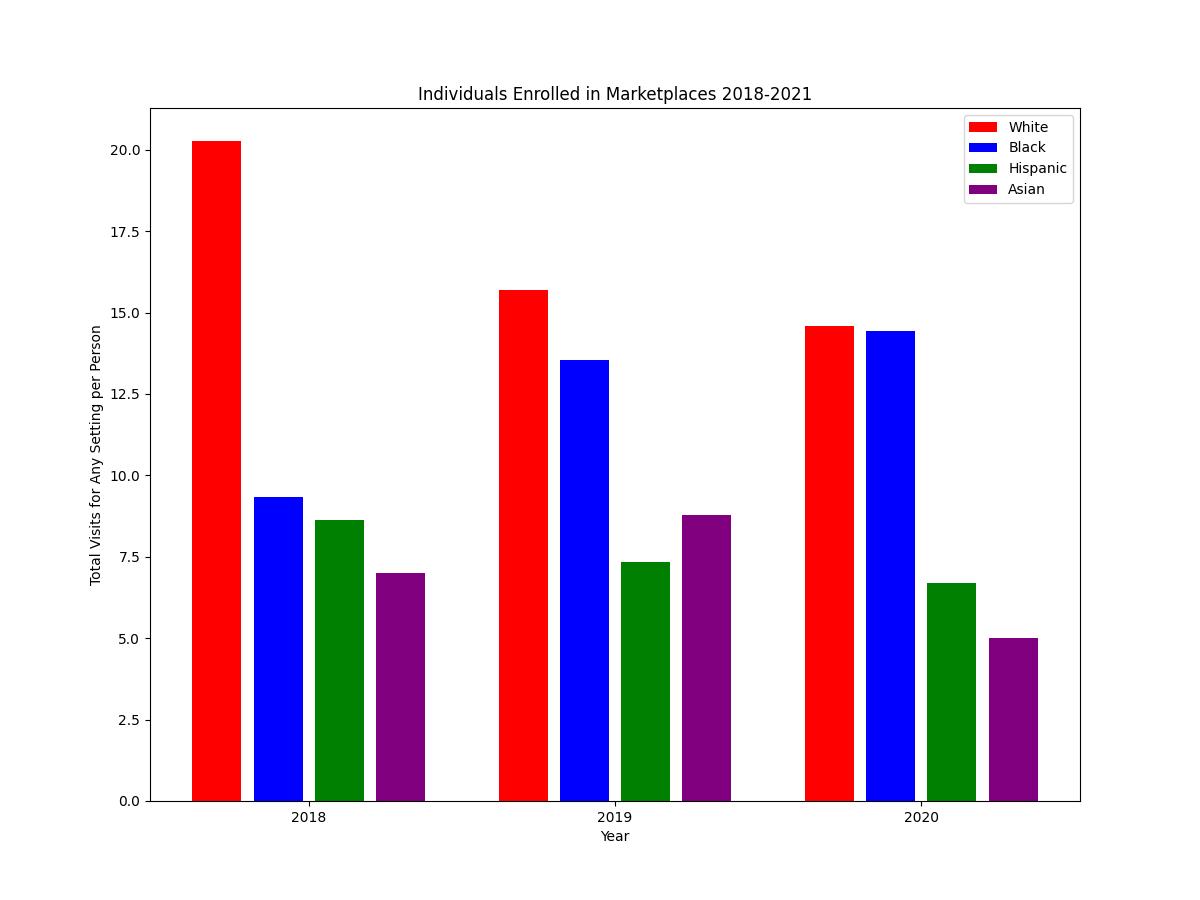 Individuals Enrolled in Marketplaces 2018-2021
White
Black
Hispanic
Asian
Total Visits for Any Setting per Person
20.0
17.5
15.0
12.5
10.0
7.5
5.0
2.5
0.0
2018
2019
2020
Year